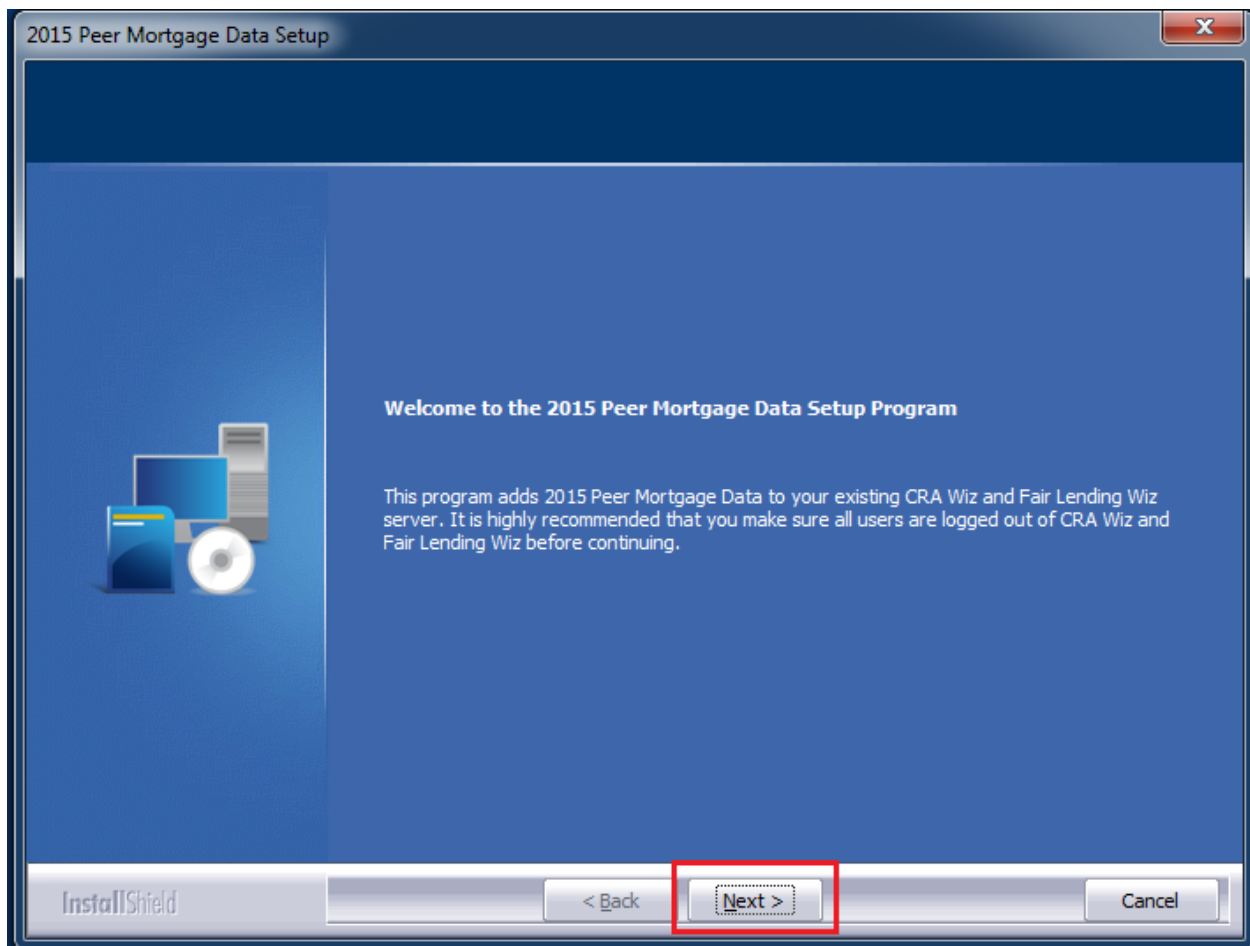 2015 Peer Mortgage Data Setup
Welcome to the 2015 Peer Mortgage Data Setup Program
This program adds 2015 Peer Mortgage Data to your existing CRA Wiz and Fair Lending Wiz
server. It is highly recommended that you make sure all users are logged out of CRA Wiz and
Fair Lending Wiz before continuing.
InstallShield
< Back
Next >
Cancel